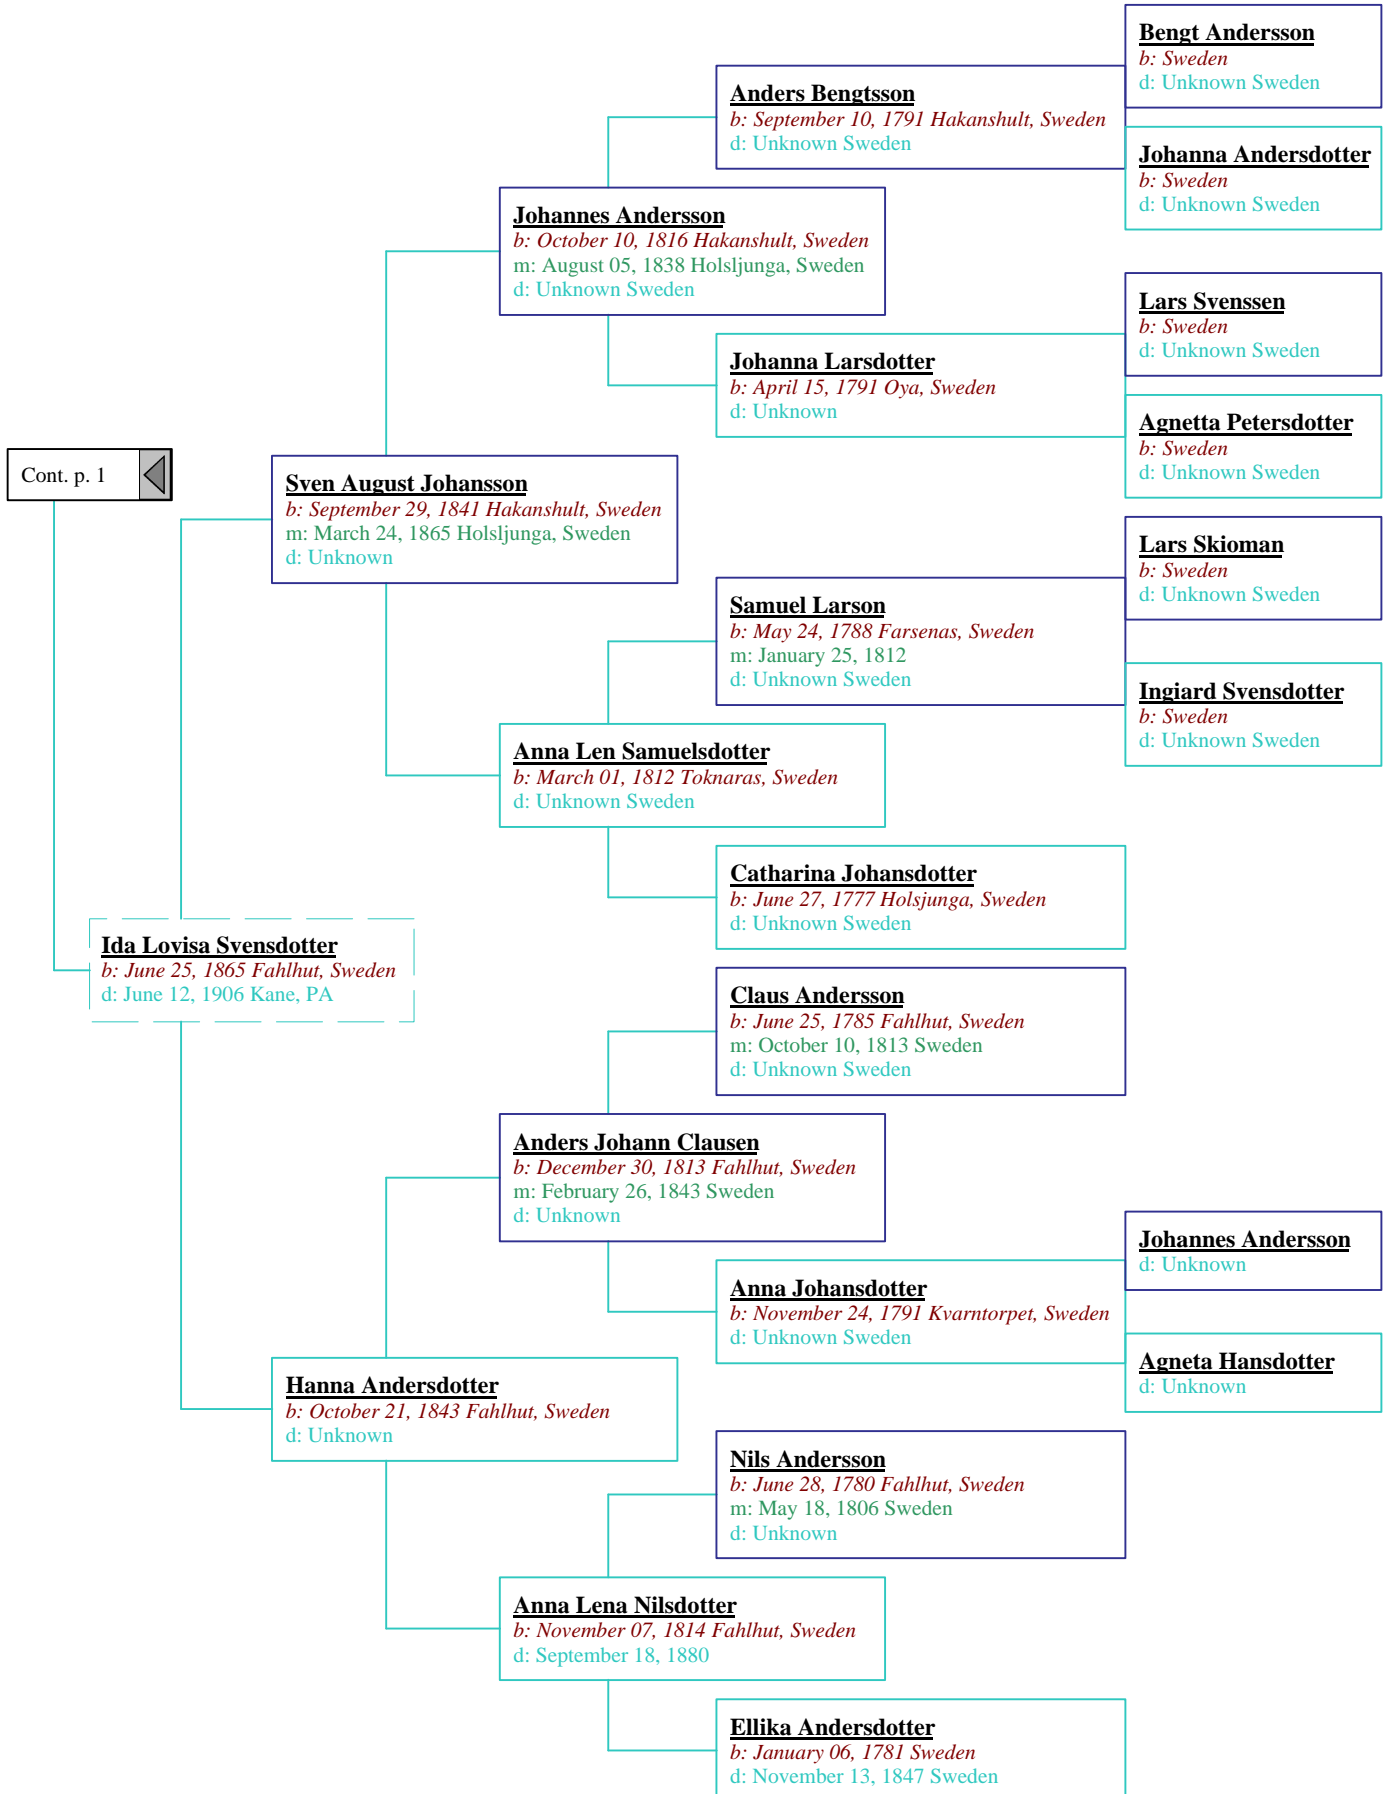 Bengt Andersson
b: Sweden
d: Unknown Sweden
Anders Bengtsson
b: September 10, 1791 Hakanshult, Sweden
d: Unknown Sweden
Johanna Andersdotter
b: Sweden
d: Unknown Sweden
Johannes Andersson
b: October 10, 1816 Hakanshult, Sweden
m: August 05, 1838 Holsljunga, Sweden
d: Unknown Sweden
Lars Svenssen
b: Sweden
d: Unknown Sweden
Johanna Larsdotter
b: April 15, 1791 Oya, Sweden
d: Unknown
Agnetta Petersdotter
b: Sweden
d: Unknown Sweden
Cont. p. 1
Sven August Johansson
b: September 29, 1841 Hakanshult, Sweden
m: March 24, 1865 Holsljunga, Sweden
d: Unknown
Lars Skioman
b: Sweden
d: Unknown Sweden
Samuel Larson
b: May 24, 1788 Farsenas, Sweden
m: January 25, 1812
d: Unknown Sweden
Ingiard Svensdotter
b: Sweden
d: Unknown Sweden
Anna Len Samuelsdotter
b: March 01, 1812 Toknaras, Sweden
d: Unknown Sweden
Catharina Johansdotter
b: June 27, 1777 Holsjunga, Sweden
d: Unknown Sweden
Ida Lovisa Svensdotter
b: June 25, 1865 Fahlhut, Sweden
d: June 12, 1906 Kane, PA
Claus Andersson
b: June 25, 1785 Fahlhut, Sweden
m: October 10, 1813 Sweden
d: Unknown Sweden
Anders Johann Clausen
b: December 30, 1813 Fahlhut, Sweden
m: February 26, 1843 Sweden
d: Unknown
Johannes Andersson
d: Unknown
Anna Johansdotter
b: November 24, 1791 Kvarntorpet, Sweden
d: Unknown Sweden
Agneta Hansdotter
d: Unknown
Hanna Andersdotter
b: October 21, 1843 Fahlhut, Sweden
d: Unknown
Nils Andersson
b: June 28, 1780 Fahlhut, Sweden
m: May 18, 1806 Sweden
d: Unknown
Anna Lena Nilsdotter
b: November 07, 1814 Fahlhut, Sweden
d: September 18, 1880
Ellika Andersdotter
b: January 06, 1781 Sweden
d: November 13, 1847 Sweden